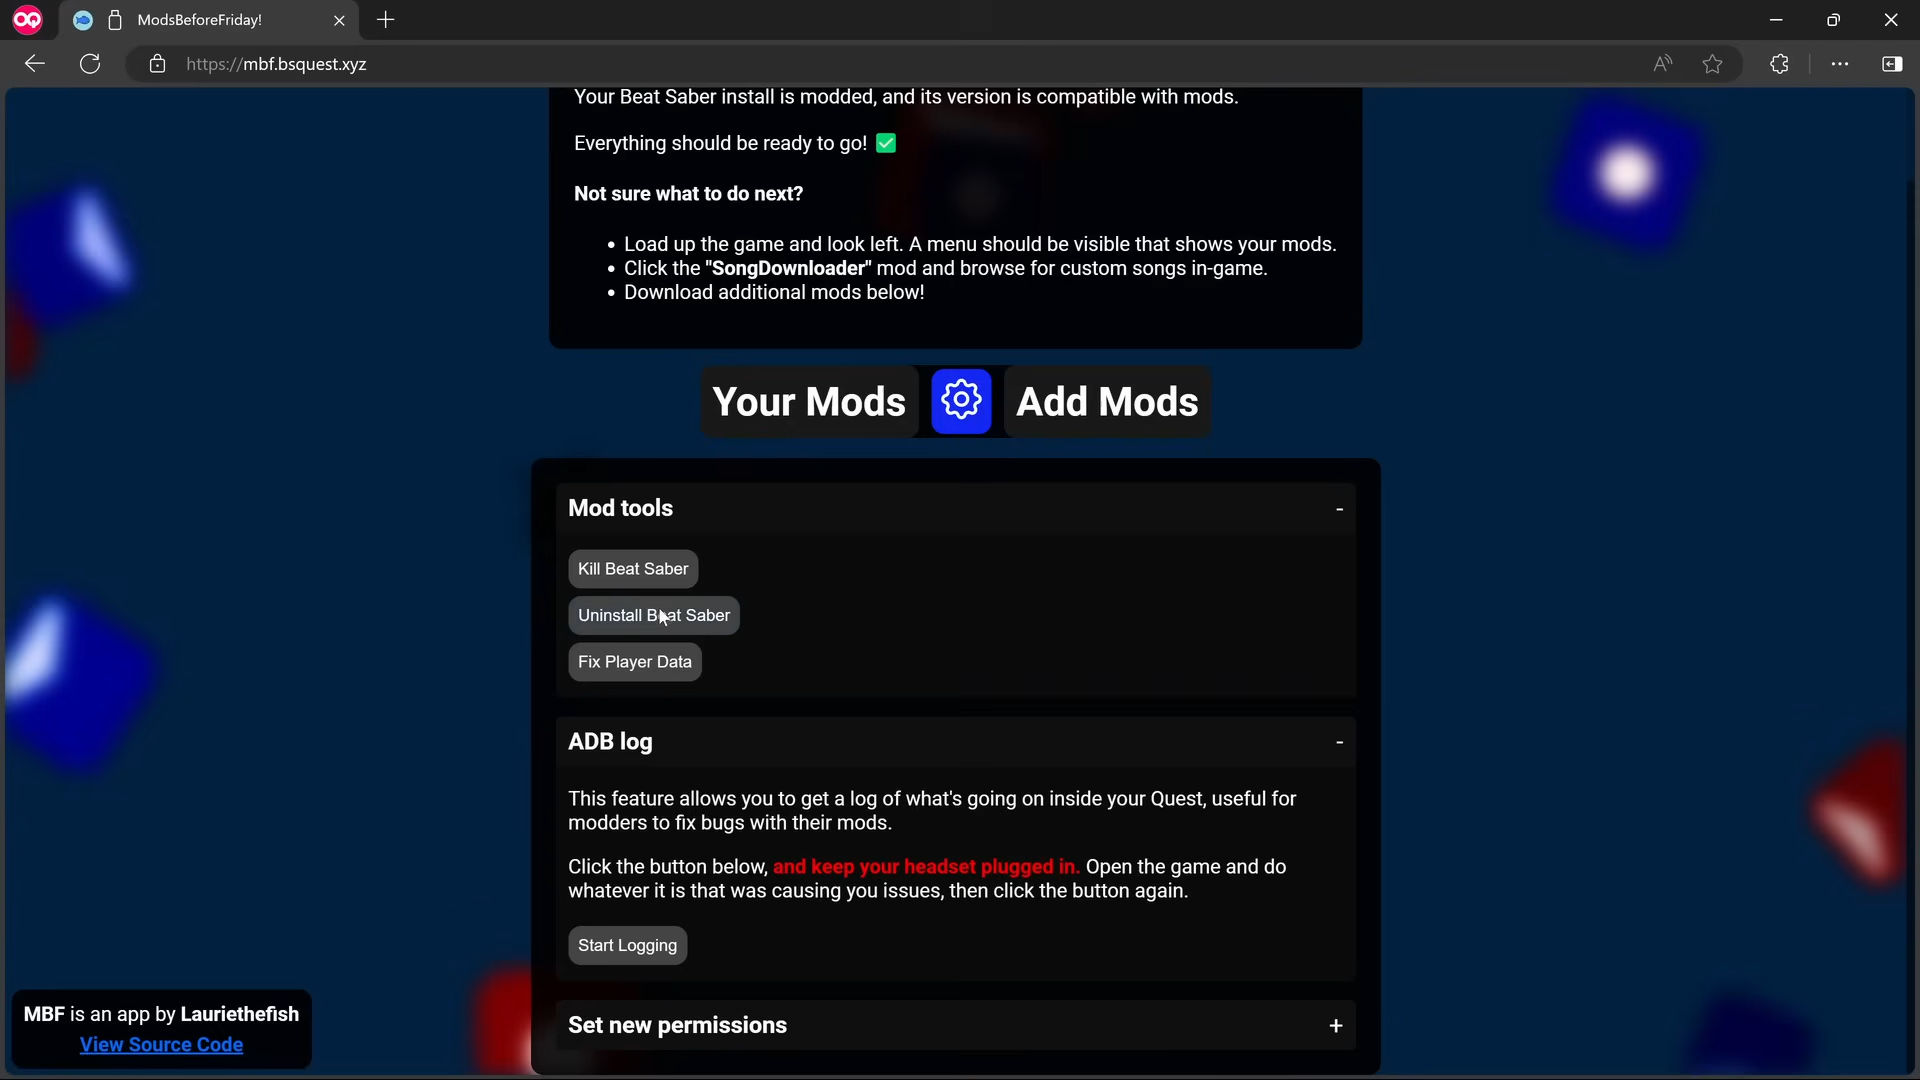 ModsBeforeFriday!
https://mbf.bsquest.xyz
Your Beat Saber install is modded, and its version is compatible with mods.
Everything should be ready to go! ✅
Not sure what to do next?
• Load up the game and look left. A menu should be visible that shows your mods.
• Click the "SongDownloader" mod and browse for custom songs in-game.
• Download additional mods below!
Your Mods
Add Mods
Mod tools -
Kill Beat Saber
Uninstall Beat Saber
Fix Player Data
ADB log -
This feature allows you to get a log of what's going on inside your Quest, useful for
modders to fix bugs with their mods.
Click the button below, and keep your headset plugged in. Open the game and do
whatever it is that was causing you issues, then click the button again.
Start Logging
Set new permissions +
MBF is an app by Lauriethefish
View Source Code